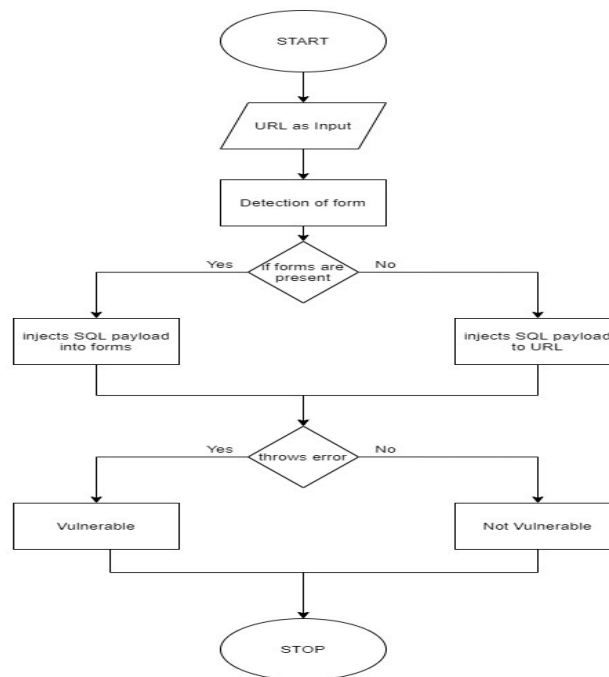 START
URL as Input
Detection of form
Yes
if forms are
present
No
injects SQL payload
into forms
injects SQL payload
to URL
Yes
throws error
No
Vulnerable
Not Vulnerable
STOP